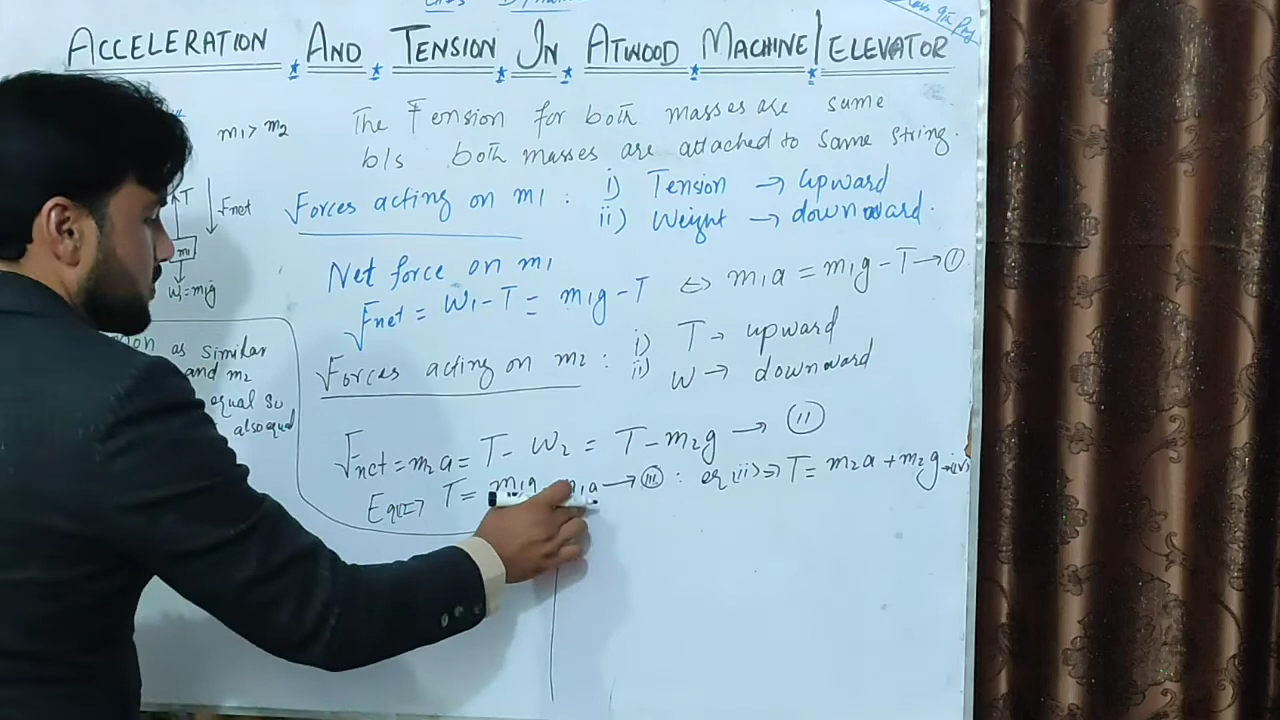 Class 9th Phy
ACCELERATION AND TENSION IN ATWOOD MACHINE/ELEVATOR
m1 > m2
The Tension for both masses are same
b/s both masses are attached to same string.
T
Fnet
m1
W1 = m1g
Forces acting on m1 : i) Tension → upward
ii) Weight → downward.
Net force on m1
Fnet = W1 - T = m1g - T ⇔ m1a = m1g - T → (I)
Forces acting on m2 : i) T → upward
ii) W → downward
as similar
and m2
equal so
also equal
Fnet = m2a = T - W2 = T - m2g → (II)
Eq(I)⇒ T = m1g m1a → (III) : eq(ii) ⇒ T = m2a + m2g → (IV)